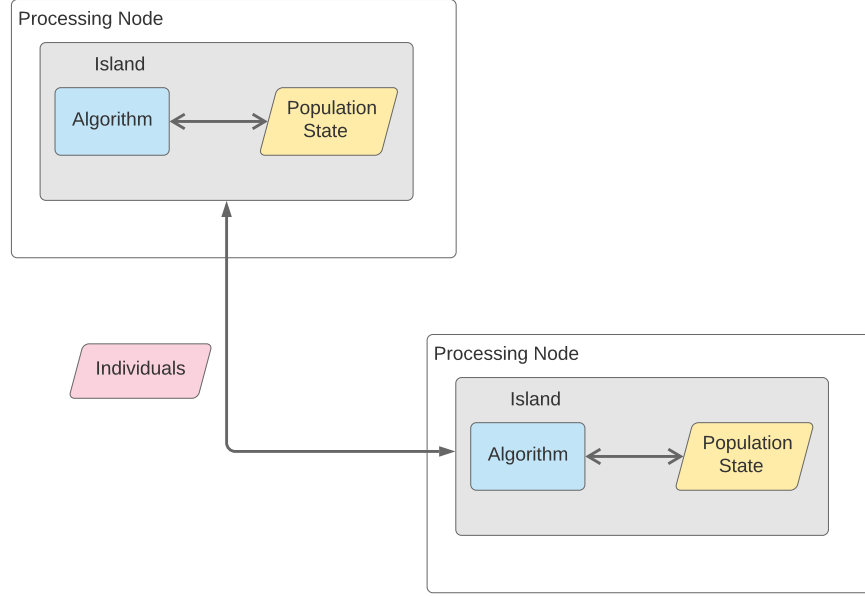 Processing Node
Island
Algorithm
Population
State
Individuals
Processing Node
Island
Algorithm
Population
State